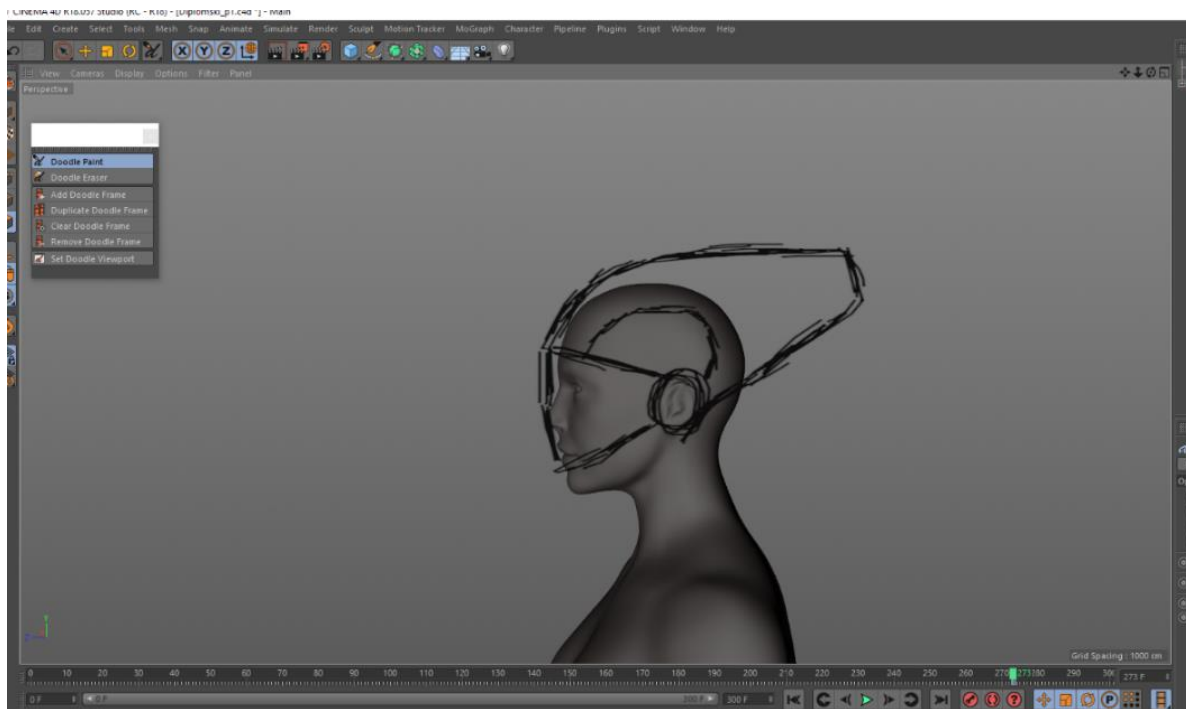 CINEMA 4D R18.057 Studio (RC - R18) - [Diplomski_p1.c4d *] - Main
Edit Create Select Tools Mesh Snap Animate Simulate Render Sculpt Motion Tracker MoGraph Character Pipeline Plugins Script Window Help
X Y Z
View Cameras Display Options Filter Panel
Perspective
Doodle Paint
Doodle Eraser
Add Doodle Frame
Duplicate Doodle Frame
Clear Doodle Frame
Remove Doodle Frame
Set Doodle Viewport
Y
Z
Grid Spacing : 1000 cm
0 10 20 30 40 50 60 70 80 90 100 110 120 130 140 150 160 170 180 190 200 210 220 230 240 250 260 270 273 280 290 300 273 F
0 F 0 F 300 F 300 F